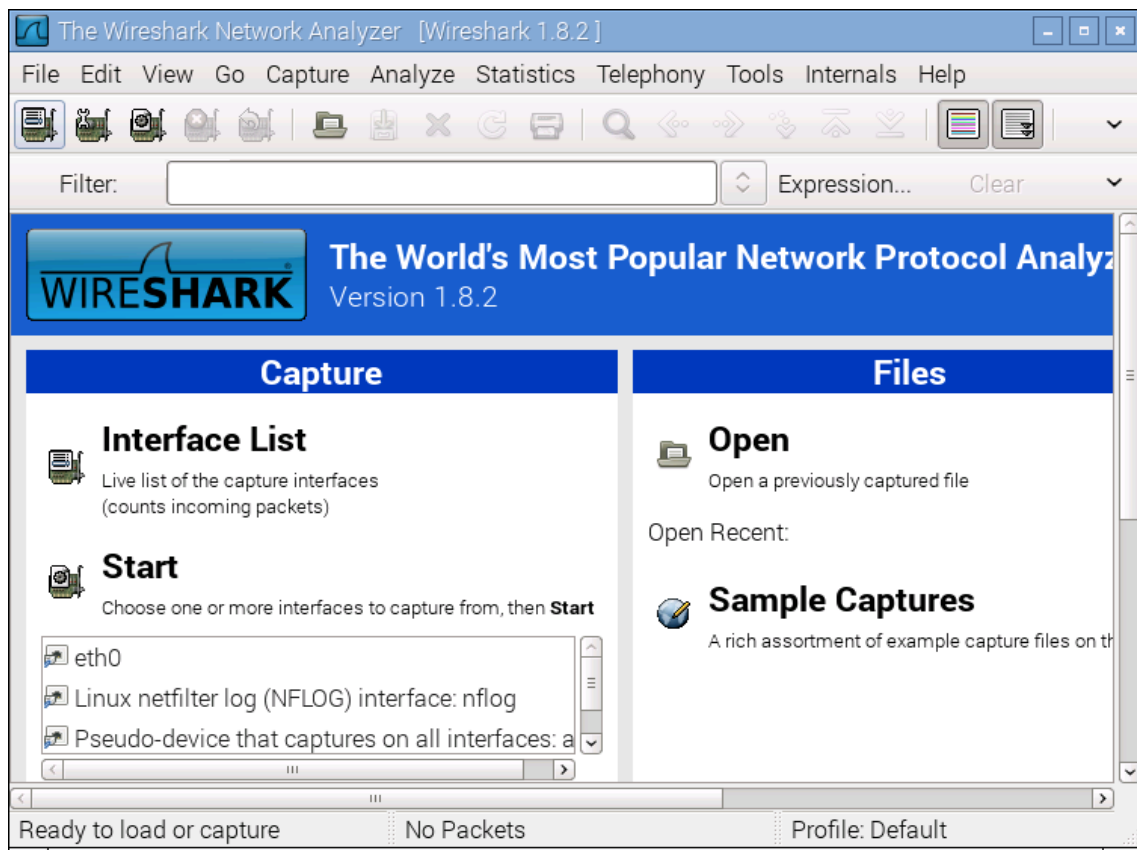 The Wireshark Network Analyzer [Wireshark 1.8.2 ]
File Edit View Go Capture Analyze Statistics Telephony Tools Internals Help
Filter: Expression... Clear
WIRESHARK
The World's Most Popular Network Protocol Analyz
Version 1.8.2
Capture
Interface List
Live list of the capture interfaces
(counts incoming packets)
Start
Choose one or more interfaces to capture from, then Start
eth0
Linux netfilter log (NFLOG) interface: nflog
Pseudo-device that captures on all interfaces: a
Files
Open
Open a previously captured file
Open Recent:
Sample Captures
A rich assortment of example capture files on th
Ready to load or capture No Packets Profile: Default